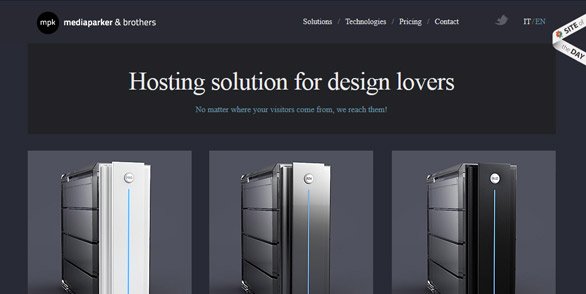 mpk mediaparker & brothers
Solutions / Technologies / Pricing / Contact
IT / EN
SITE of
the DAY
Hosting solution for design lovers
No matter where your visitors come from, we reach them!